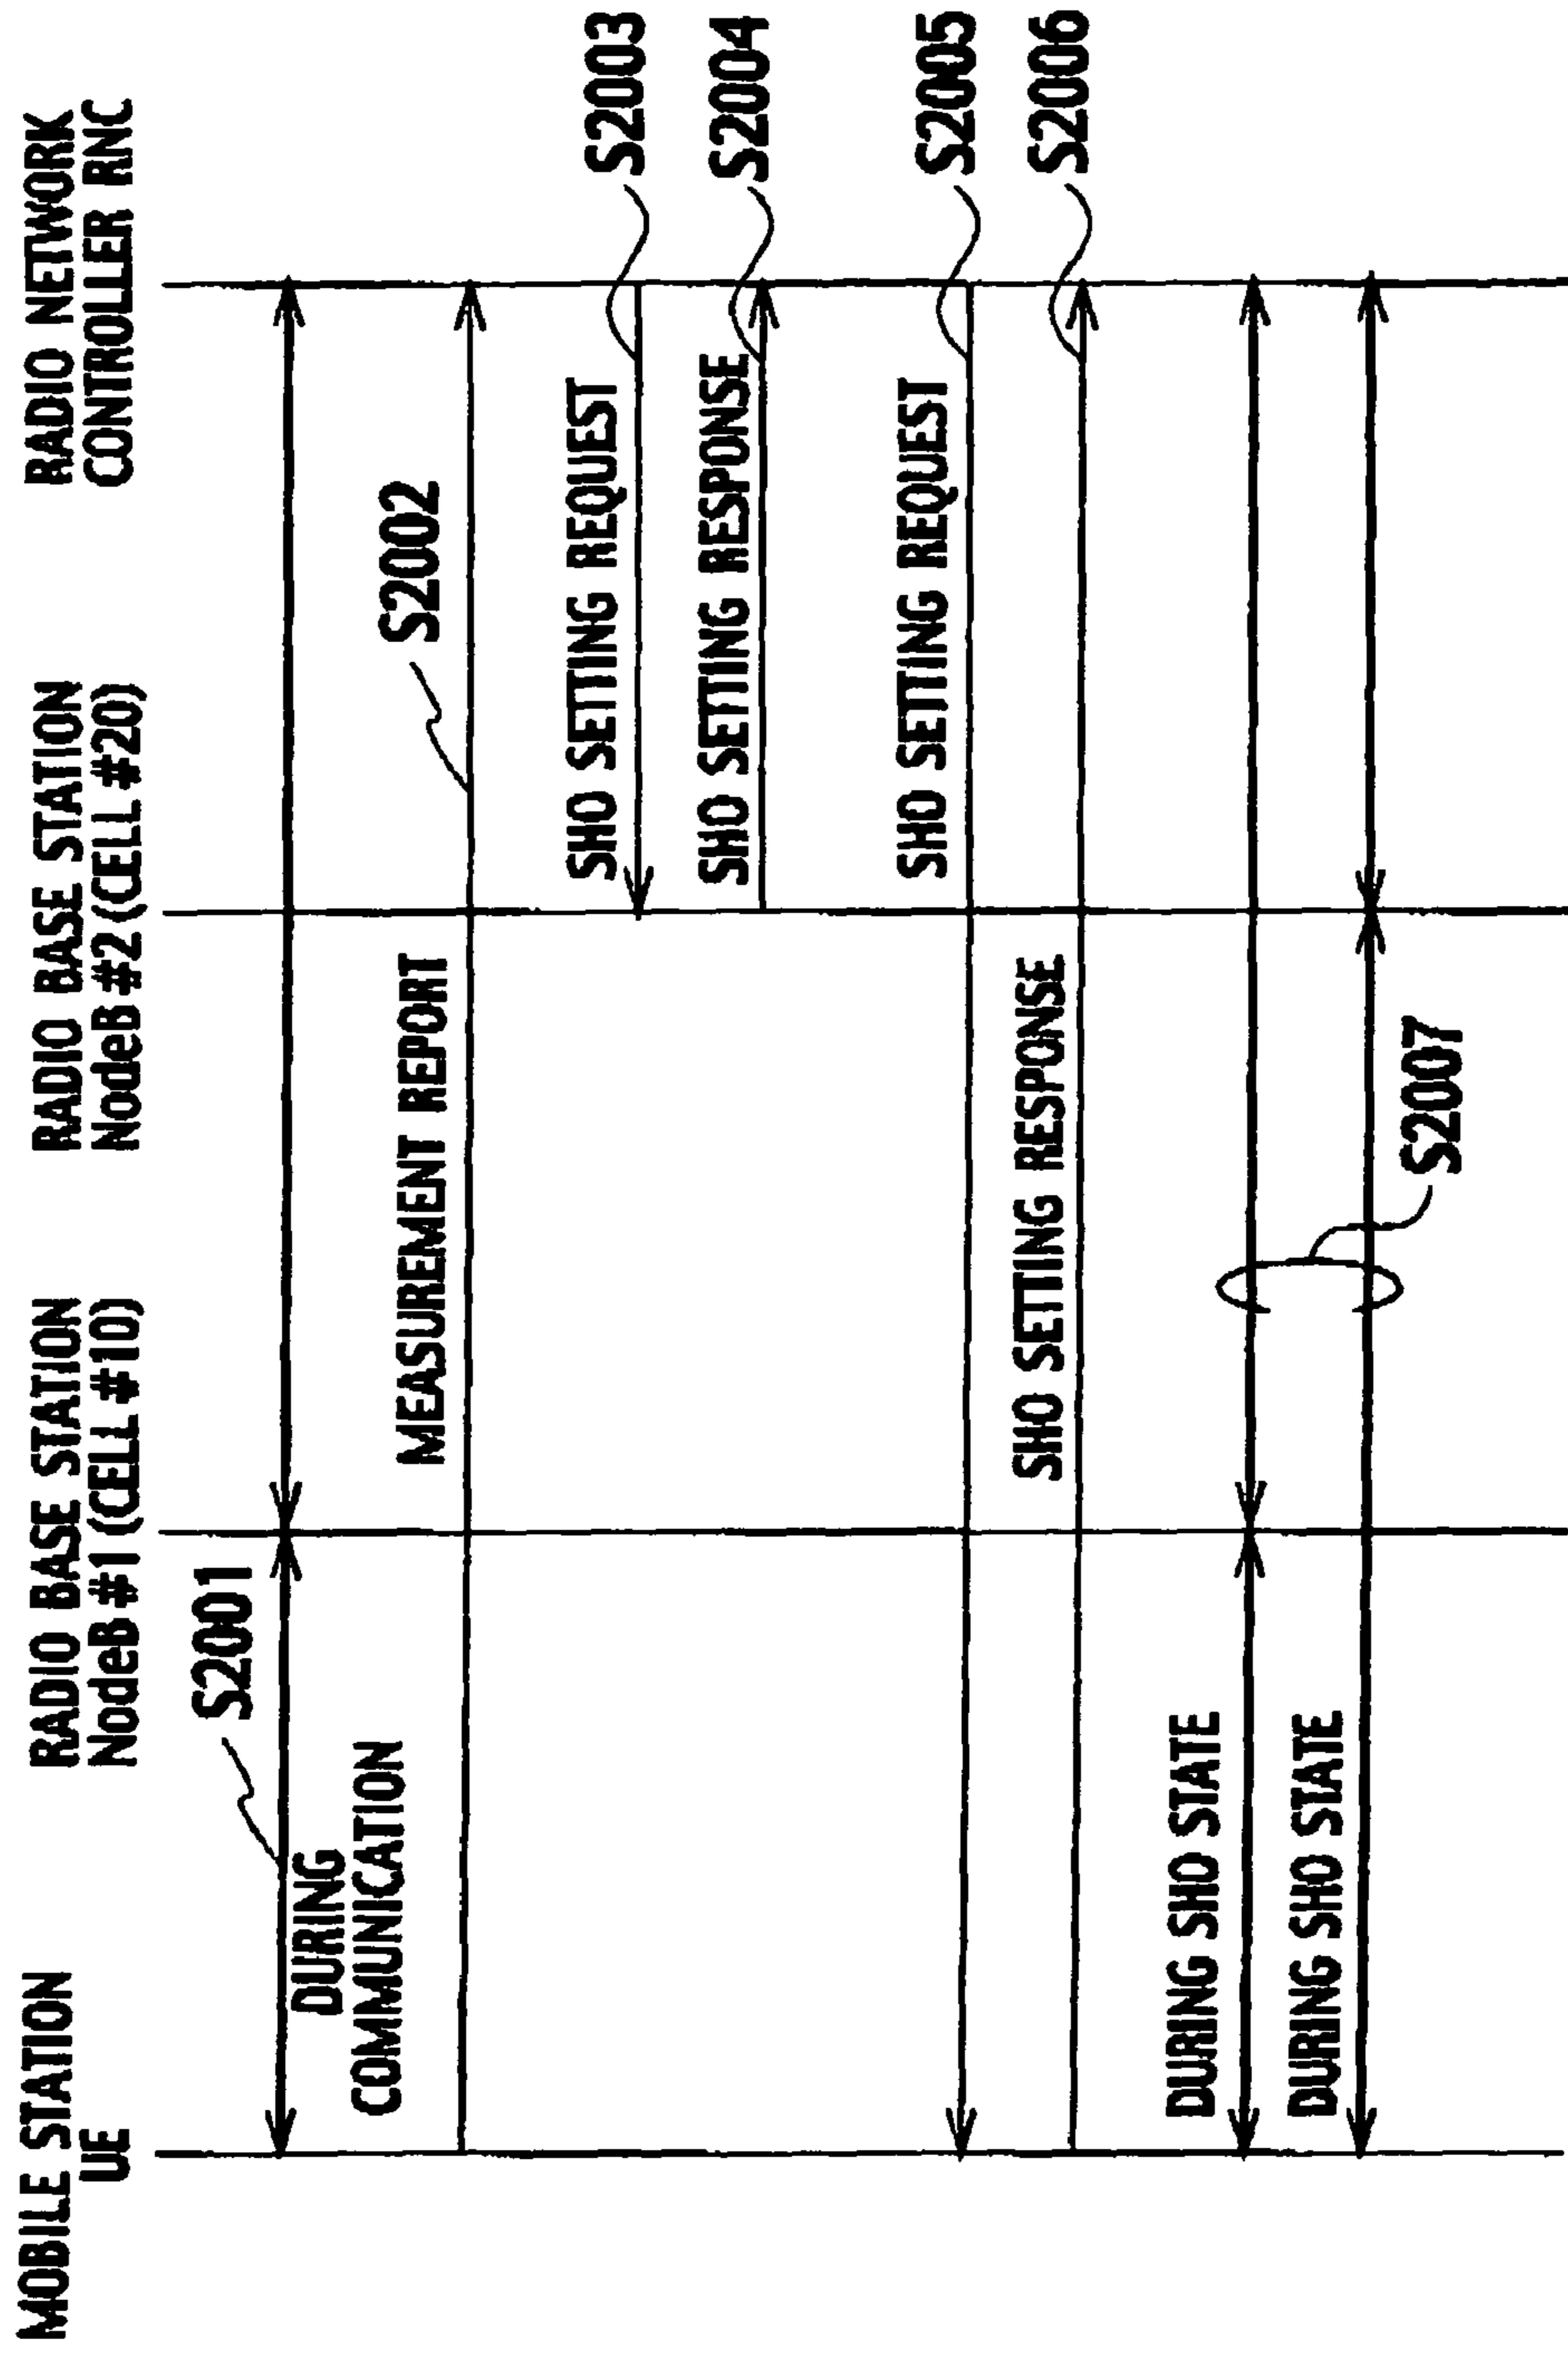 MOBILE STATION
UE
RADIO BASE STATION
NodeB #1 (CELL #10)
RADIO BASE STATION
NodeB #2 (CELL #20)
RADIO NETWORK
CONTROLLER RNC
S2001
DURING
COMMUNICATION
MEASUREMENT REPORT
S2002
SHO SETTING REQUEST
S2003
SHO SETTING RESPONSE
S2004
SHO SETTING REQUEST
S2005
SHO SETTING RESPONSE
S2006
DURING SHO STATE
DURING SHO STATE
S2007